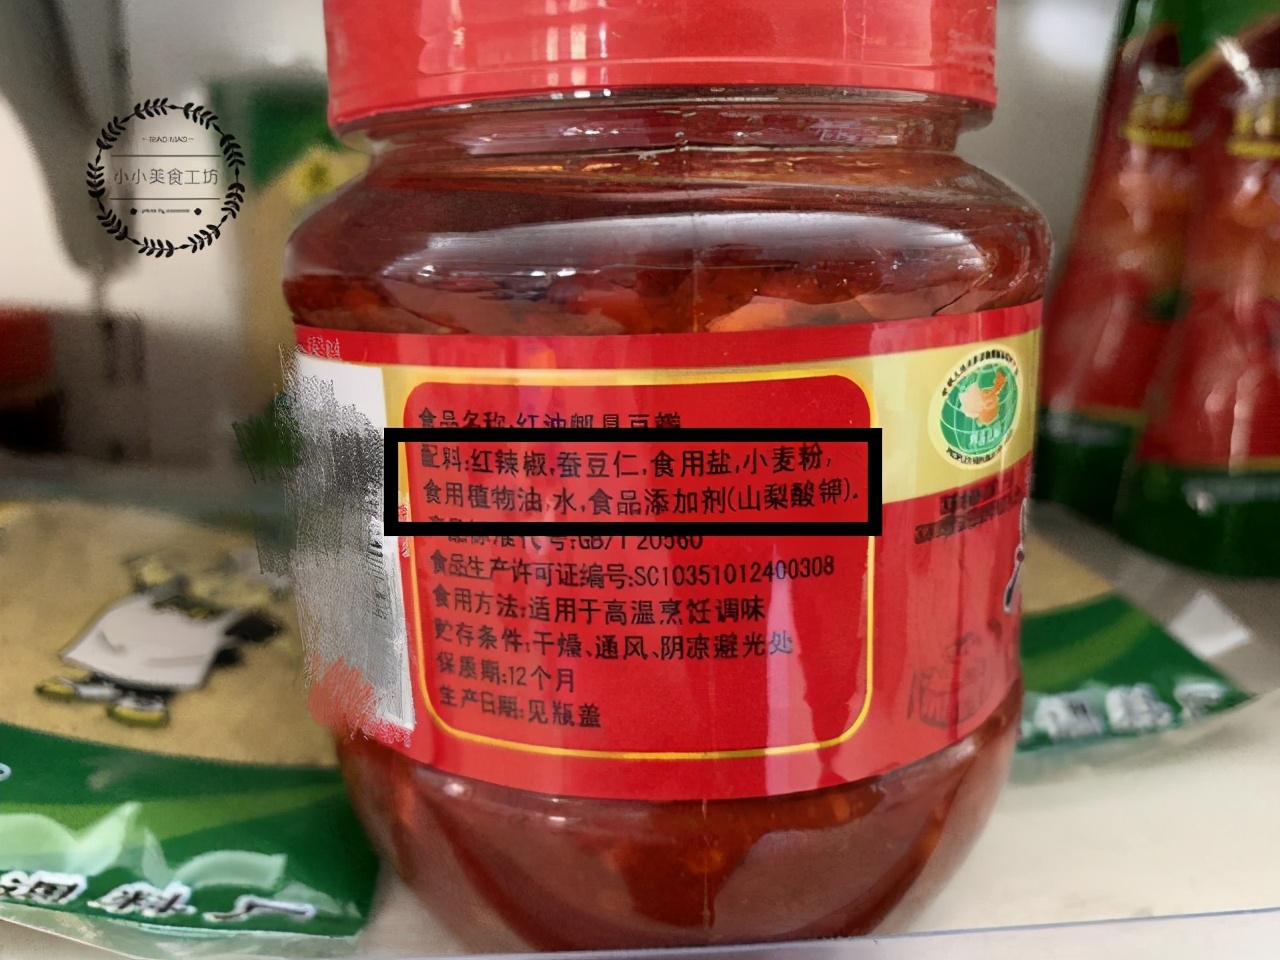 小小美食工坊
食品名称:红油郫县豆瓣
配料:红辣椒,蚕豆仁,食用盐,小麦粉,
食用植物油,水,食品添加剂(山梨酸钾)。
产品标准代号:GB/T 20560
食品生产许可证编号:SC10351012400308
食用方法:适用于高温烹饪调味
贮存条件:干燥、通风、阴凉避光处
保质期:12个月
生产日期:见瓶盖
调料厂